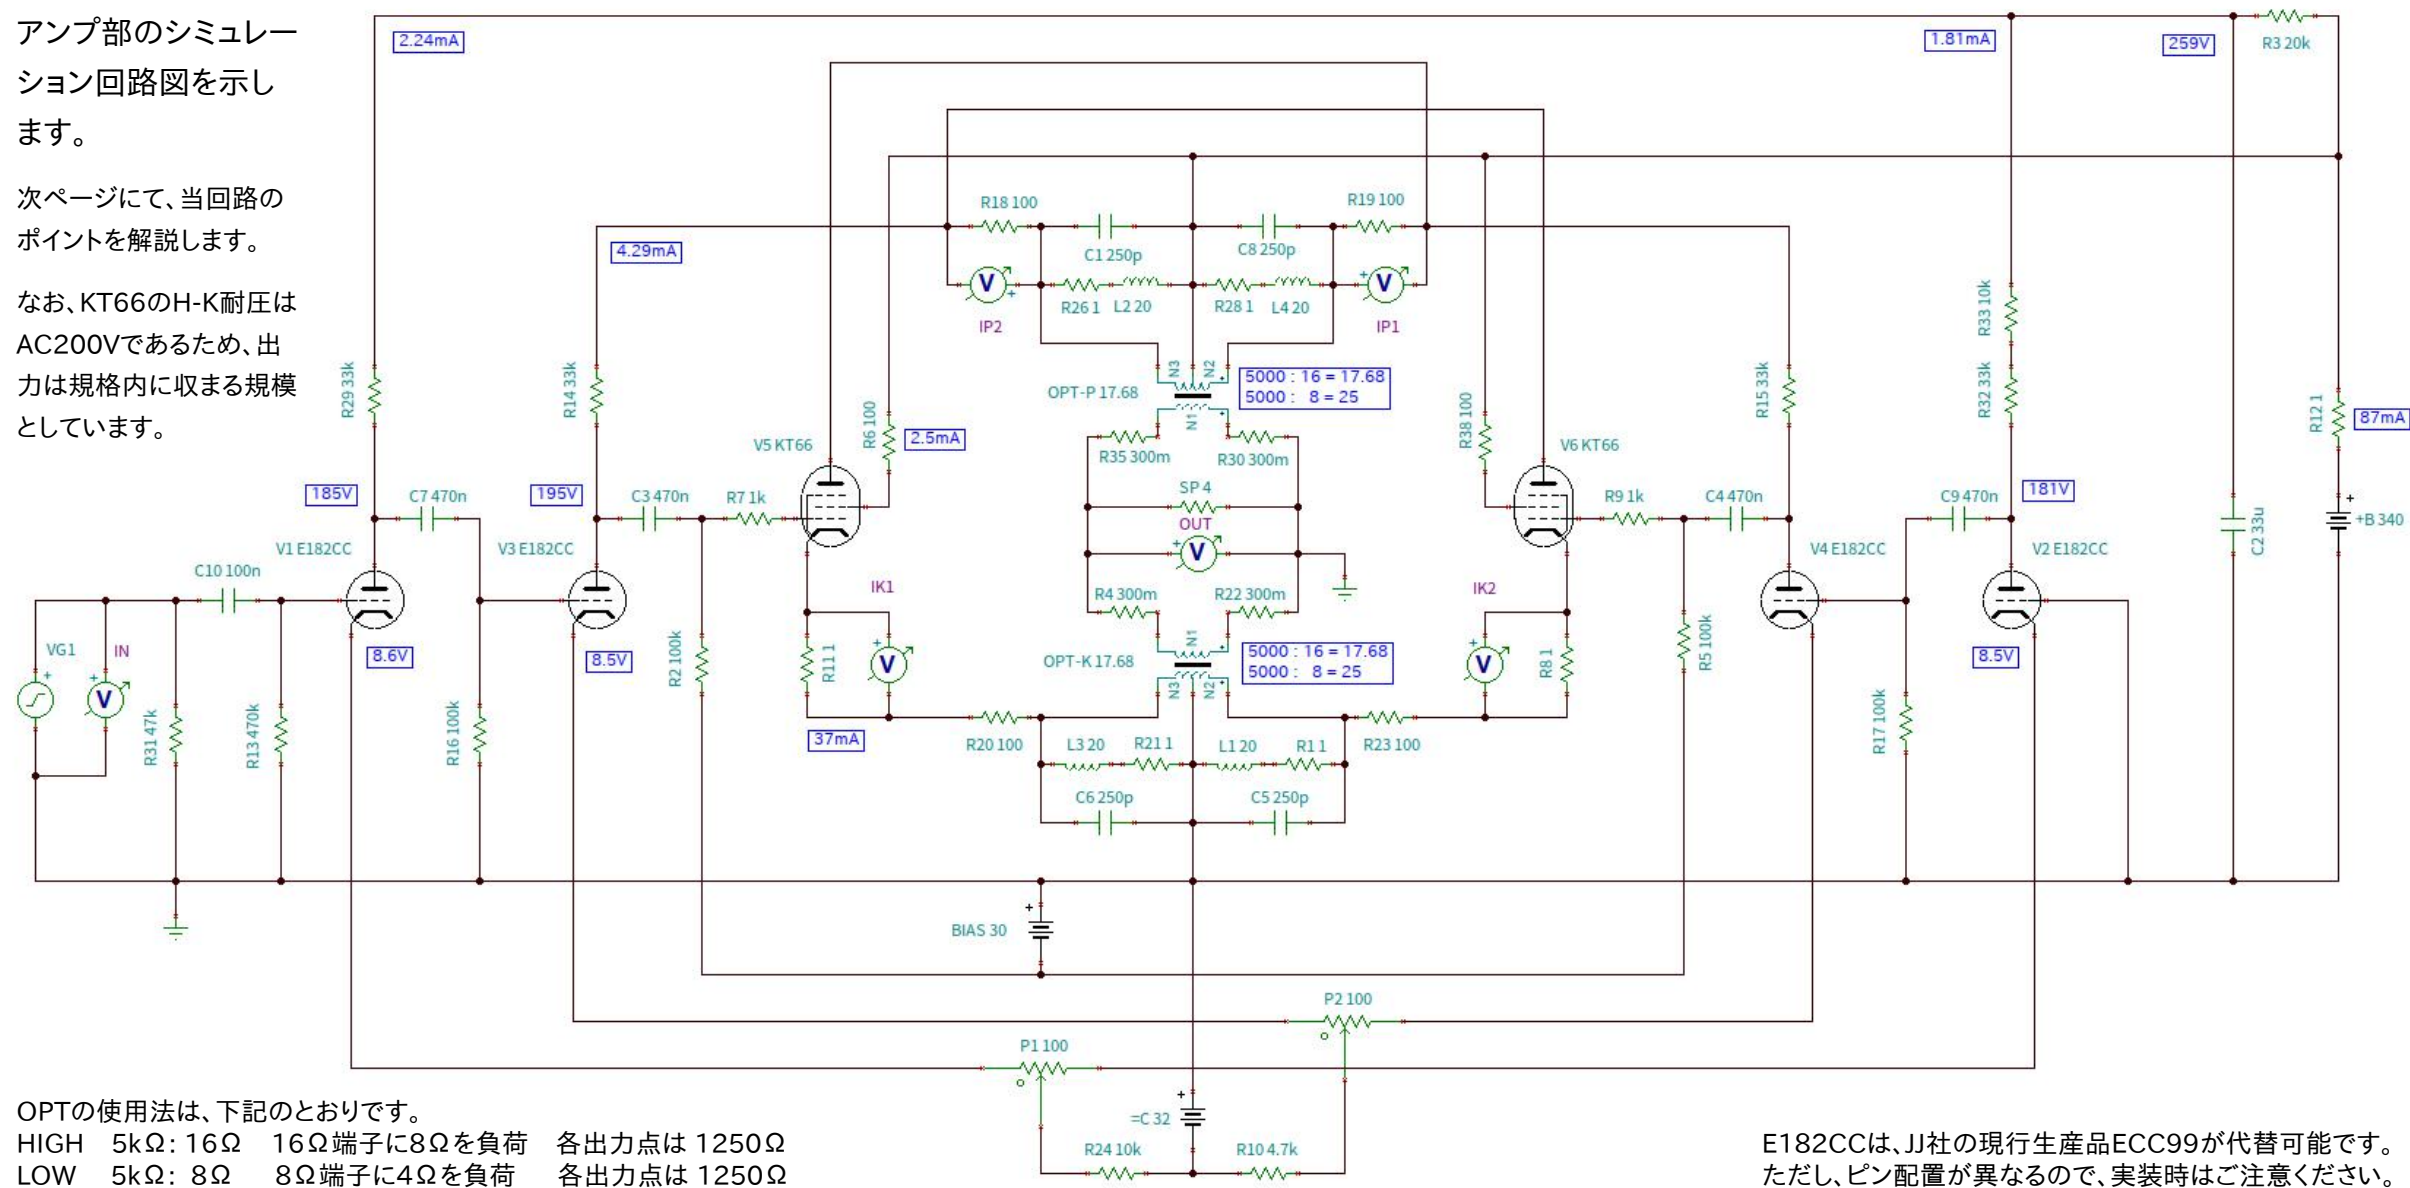 アンプ部のシミュレー
ション回路図を示し
ます。
次ページにて、当回路の
ポイントを解説します。
なお、KT66のH-K耐圧は
AC200Vであるため、出
力は規格内に収まる規模
としています。
2.24mA
1.81mA
259V
R3 20k
R18 100
R19 100
4.29mA
C1 250p
C8 250p
V
V
R26 1
L2 20
R28 1
L4 20
IP2
IP1
R33 10k
R29 33k
R14 33k
N3
N2
OPT-P 17.68
5000 : 16 = 17.68
5000 : 8 = 25
N1
R15 33k
R32 33k
R12 1
87mA
R6 100
2.5mA
R38 100
V5 KT66
V6 KT66
R35 300m
R30 300m
185V
C7 470n
195V
C3 470n
R7 1k
SP 4
OUT
V
R9 1k
C4 470n
C9 470n
181V
+B 340
C2 33u
V1 E182CC
V3 E182CC
V4 E182CC
V2 E182CC
C10 100n
IK1
R4 300m
R22 300m
IK2
VG1
IN
V
8.6V
8.5V
R2 100k
R11 1
V
OPT-K 17.68
N1
N3
N2
5000 : 16 = 17.68
5000 : 8 = 25
V
R8 1
R5 100k
8.5V
R31 47k
R13 470k
R16 100k
R17 100k
37mA
R20 100
L3 20
R21 1
L1 20
R1 1
R23 100
C6 250p
C5 250p
BIAS 30
P2 100
P1 100
=C 32
R24 10k
R10 4.7k
OPTの使用法は、下記のとおりです。
HIGH 5kΩ: 16Ω 16Ω端子に8Ωを負荷 各出力点は 1250Ω
LOW 5kΩ: 8Ω 8Ω端子に4Ωを負荷 各出力点は 1250Ω
E182CCは、JJ社の現行生産品ECC99が代替可能です。
ただし、ピン配置が異なるので、実装時はご注意ください。